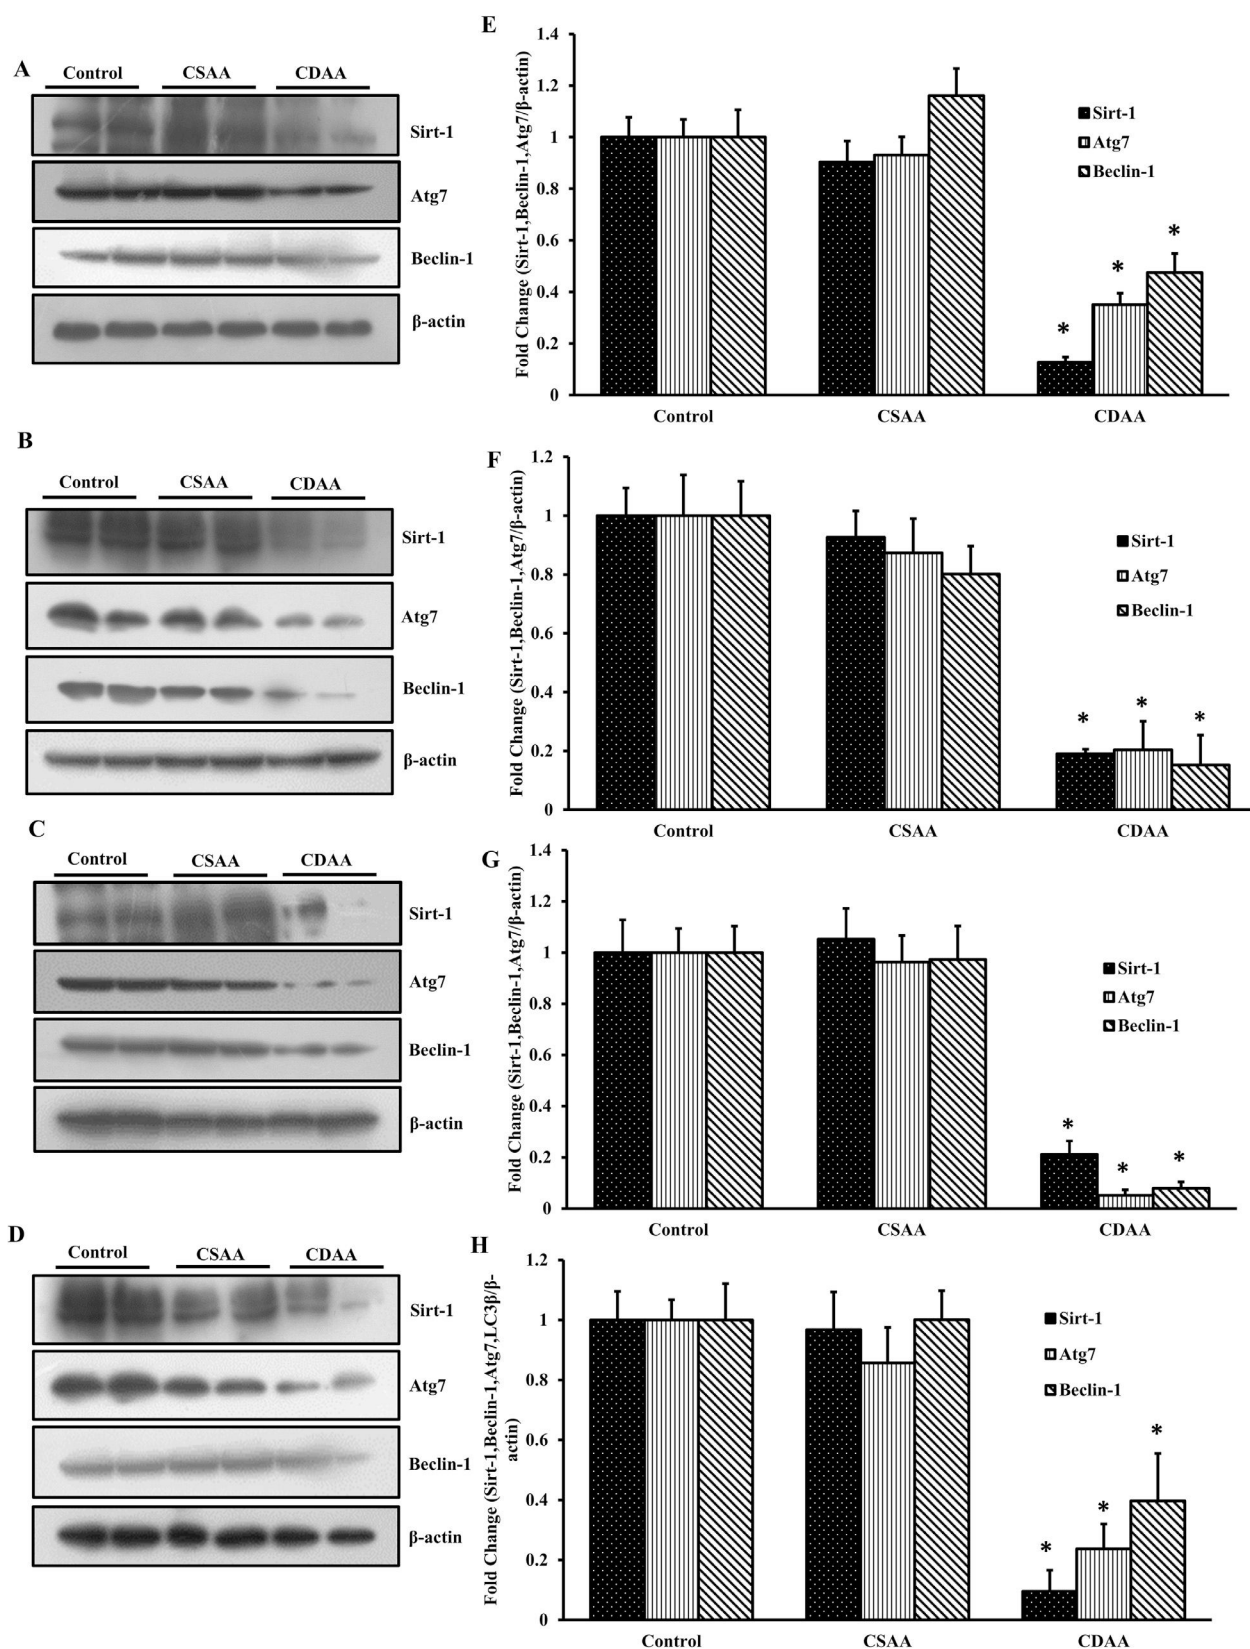 A
Control CSAA CDAA
Sirt-1
Atg7
Beclin-1
β-actin
E
Fold Change (Sirt-1,Beclin-1,Atg7/β-actin)
1.4
1.2
1
0.8
0.6
0.4
0.2
0
Sirt-1
Atg7
Beclin-1
* * *
Control CSAA CDAA
B
Control CSAA CDAA
Sirt-1
Atg7
Beclin-1
β-actin
F
Fold Change (Sirt-1,Beclin-1,Atg7/β-actin)
1.2
1
0.8
0.6
0.4
0.2
0
Sirt-1
Atg7
Beclin-1
* * *
Control CSAA CDAA
C
Control CSAA CDAA
Sirt-1
Atg7
Beclin-1
β-actin
G
Fold Change (Sirt-1,Beclin-1,Atg7/β-actin)
1.4
1.2
1
0.8
0.6
0.4
0.2
0
Sirt-1
Atg7
Beclin-1
* * *
Control CSAA CDAA
D
Control CSAA CDAA
Sirt-1
Atg7
Beclin-1
β-actin
H
Fold Change (Sirt-1,Beclin-1,Atg7,LC3β/β-
actin)
1.2
1
0.8
0.6
0.4
0.2
0
Sirt-1
Atg7
Beclin-1
* * *
Control CSAA CDAA